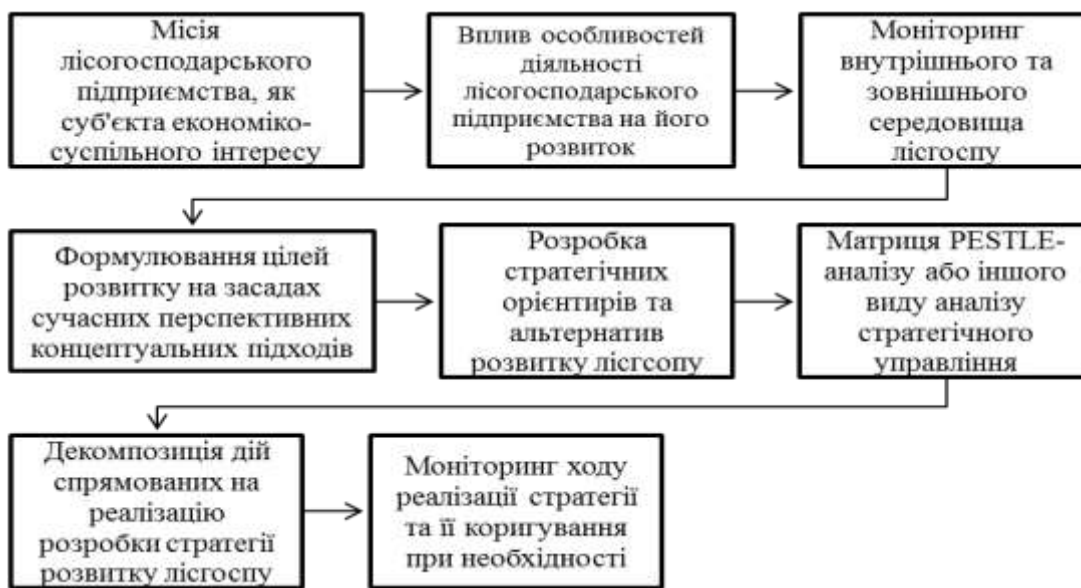 Місія
лісогосподарського
підприємства, як
суб'єкта економіко-
суспільного інтересу
Вплив особливостей
діяльності
лісогосподарського
підприємства на його
розвиток
Моніторинг
внутрішнього та
зовнішнього
середовища
лісгоспу
Формулювання цілей
розвитку на засадах
сучасних перспективних
концептуальних підходів
Розробка
стратегічних
орієнтирів та
альтернатив
розвитку лісгсопу
Матриця PESTLE-
аналізу або іншого
виду аналізу
стратегічного
управління
Декомпозиція дій
спрямованих на
реалізацію
розробки стратегії
розвитку лісгоспу
Моніторинг ходу
реалізації стратегії
та її коригування
при необхідності